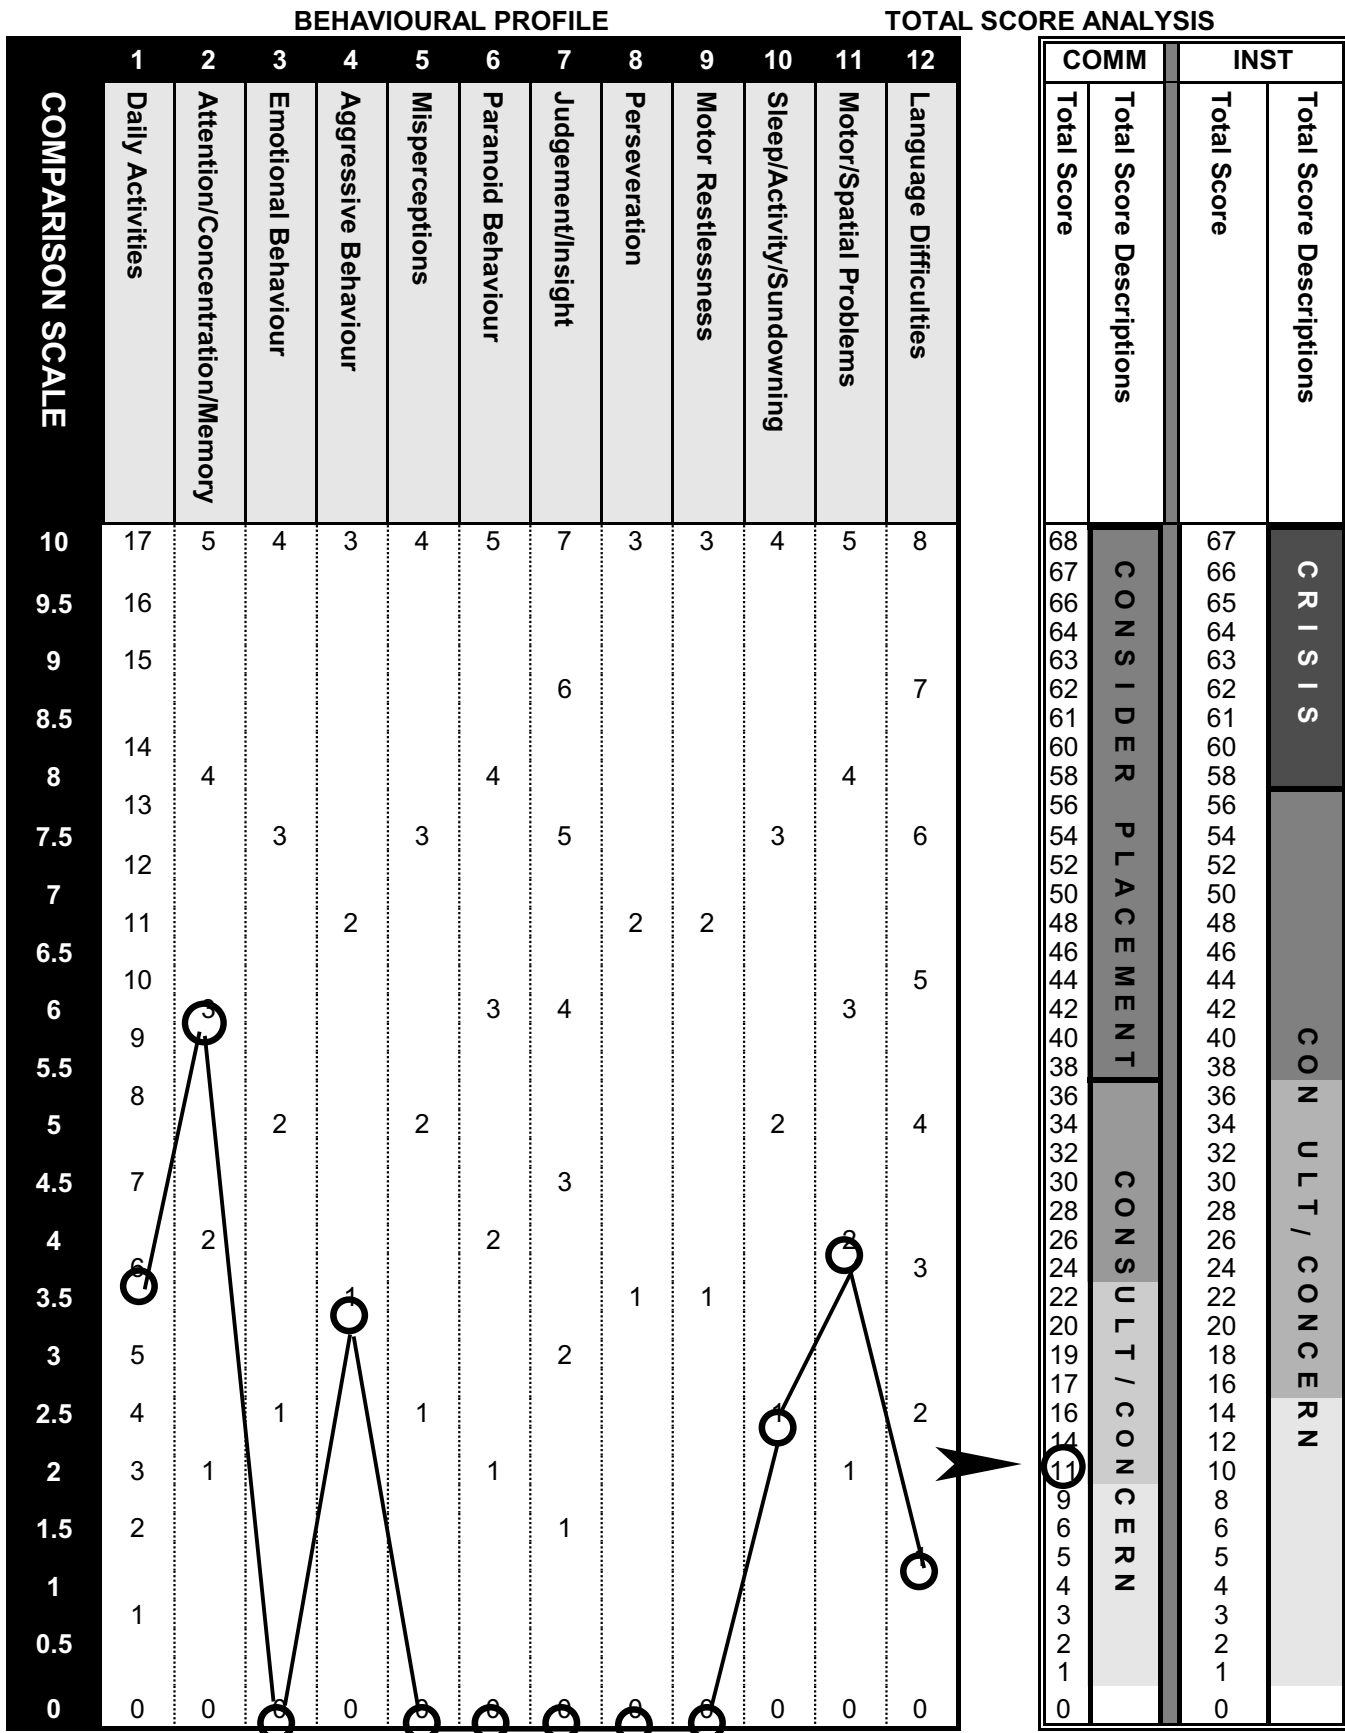 BEHAVIOURAL PROFILE TOTAL SCORE ANALYSIS
1 2 3 4 5 6 7 8 9 10 11 12 COMM INST
COMPARISON SCALE
Daily Activities
Attention/Concentration/Memory
Emotional Behaviour
Aggressive Behaviour
Misperceptions
Paranoid Behaviour
Judgement/Insight
Perseveration
Motor Restlessness
Sleep/Activity/Sundowning
Motor/Spatial Problems
Language Difficulties
Total Score
Total Score Descriptions
Total Score
Total Score Descriptions
10 17 5 4 3 4 5 7 3 3 4 5 8 68 67
67 66
9.5 16 66 65
64 64
9 15 63 63
6 7 62 62
8.5 61 61
14 60 60
8 4 4 4 58 58
13 56 56
7.5 3 3 5 3 6 54 54
12 52 52
7 50 50
11 2 2 2 48 48
6.5 46 46
10 5 44 44
6 3 3 4 3 42 42
9 40 40
5.5 38 38
8 36 36
5 2 2 2 4 34 34
32 32
4.5 7 3 30 30
28 28
4 2 2 2 26 26
6 3 24 24
3.5 1 1 1 22 22
20 20
3 5 2 19 18
17 16
2.5 4 1 1 1 2 16 14
14 12
2 3 1 1 1 11 10
9 8
1.5 2 1 6 6
5 5
1 4 4
1 3 3
0.5 2 2
1 1
0 0 0 0 0 0 0 0 0 0 0 0 0 0 0
CONSIDER PLACEMENT
CONSULT/CONCERN
CRISIS
CON ULT/CONCERN